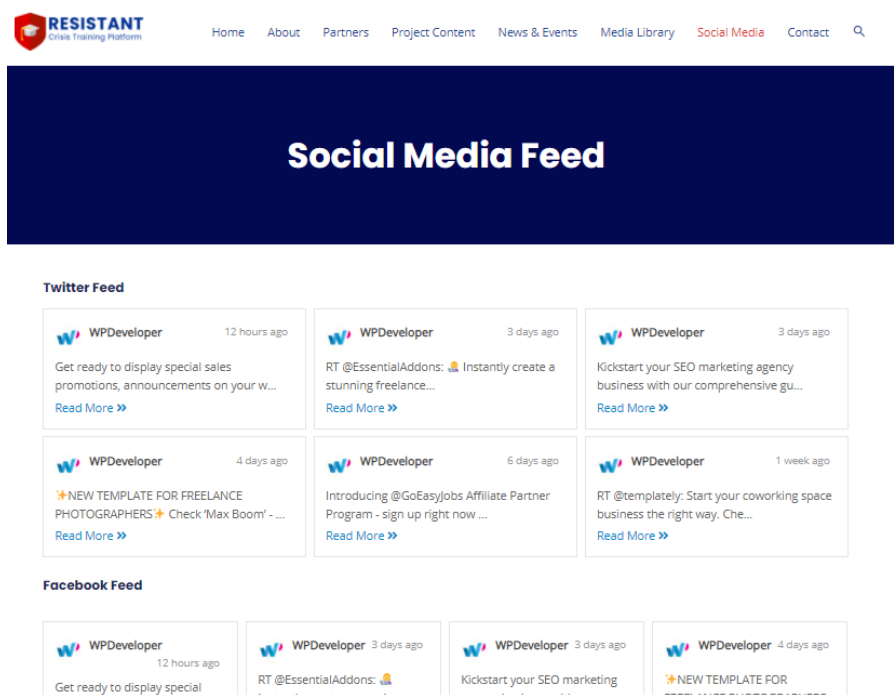 RESISTANT
Crisis Training Platform
Home About Partners Project Content News & Events Media Library Social Media Contact
Social Media Feed
Twitter Feed
WPDeveloper 12 hours ago
Get ready to display special sales
promotions, announcements on your w...
Read More »
WPDeveloper 3 days ago
RT @EssentialAddons: 👷 Instantly create a
stunning freelance...
Read More »
WPDeveloper 3 days ago
Kickstart your SEO marketing agency
business with our comprehensive gu...
Read More »
WPDeveloper 4 days ago
✨NEW TEMPLATE FOR FREELANCE
PHOTOGRAPHERS✨ Check ‘Max Boom’ - ...
Read More »
WPDeveloper 6 days ago
Introducing @GoEasyJobs Affiliate Partner
Program - sign up right now ...
Read More »
WPDeveloper 1 week ago
RT @templately: Start your coworking space
business the right way. Che...
Read More »
Facebook Feed
WPDeveloper
12 hours ago
Get ready to display special
WPDeveloper 3 days ago
RT @EssentialAddons:
WPDeveloper 3 days ago
Kickstart your SEO marketing
WPDeveloper 4 days ago
✨NEW TEMPLATE FOR